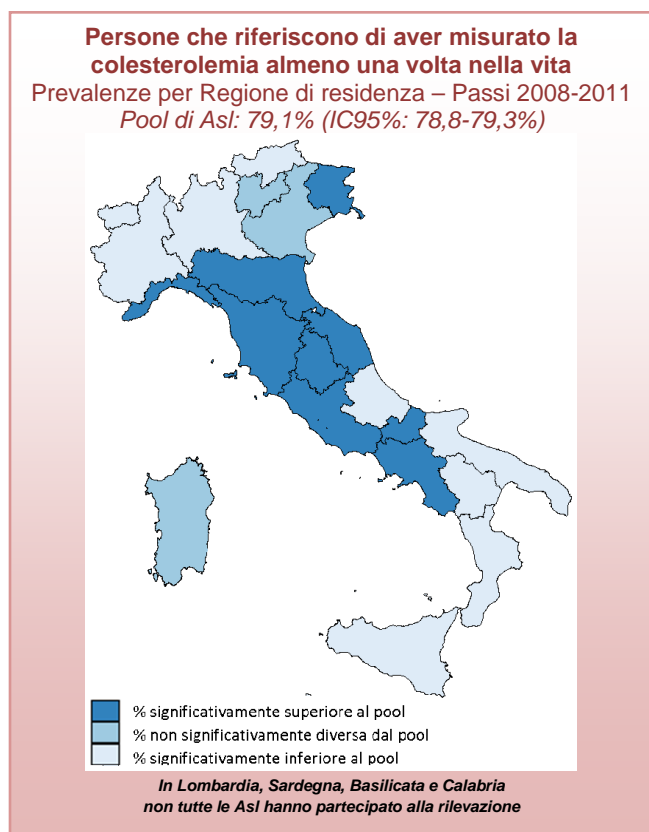 Persone che riferiscono di aver misurato la
colesterolemia almeno una volta nella vita
Prevalenze per Regione di residenza – Passi 2008-2011
Pool di Asl: 79,1% (IC95%: 78,8-79,3%)
% significativamente superiore al pool
% non significativamente diversa dal pool
% significativamente inferiore al pool
In Lombardia, Sardegna, Basilicata e Calabria
non tutte le Asl hanno partecipato alla rilevazione